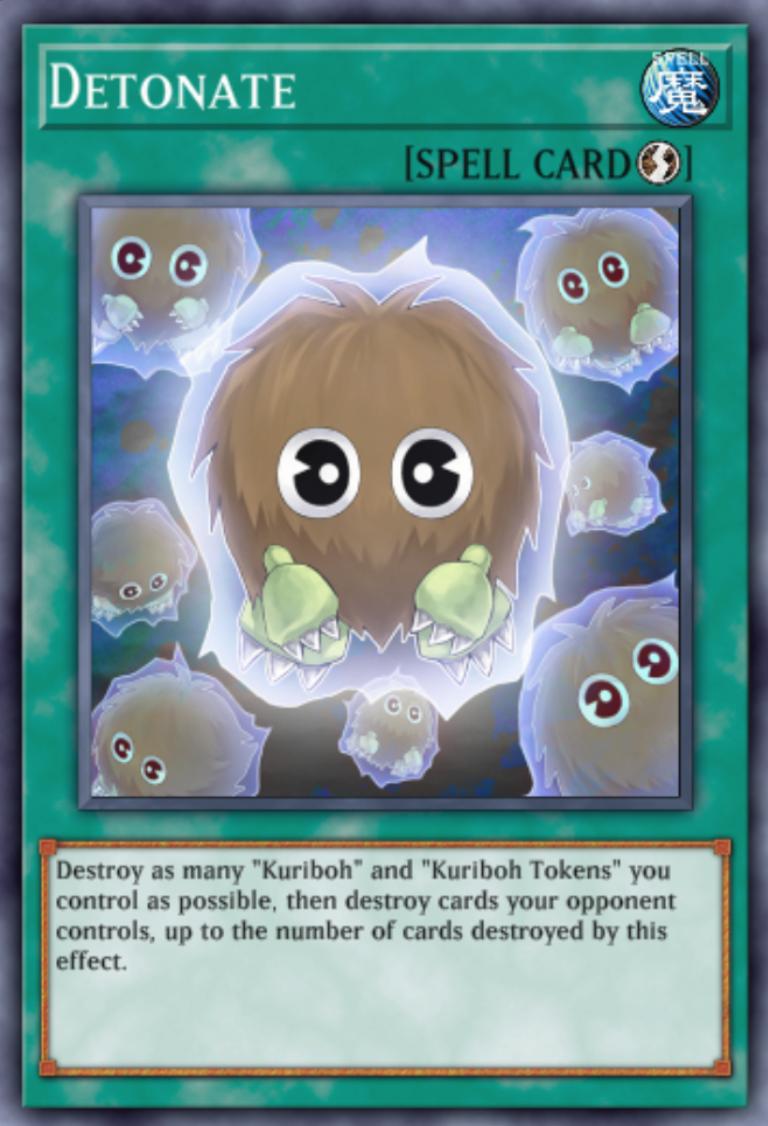 DETONATE
SPELL
魔
[SPELL CARD]
Destroy as many "Kuriboh" and "Kuriboh Tokens" you
control as possible, then destroy cards your opponent
controls, up to the number of cards destroyed by this
effect.